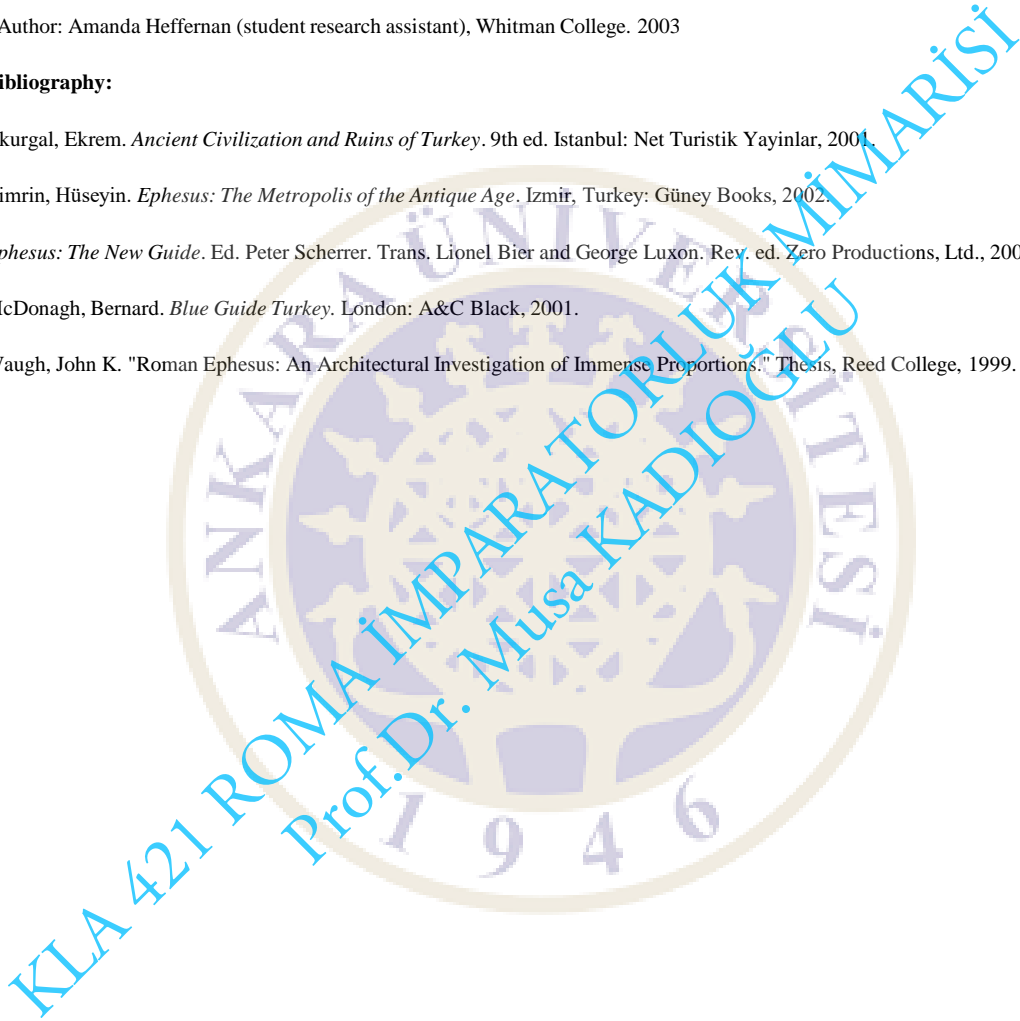 Author: Amanda Heffernan (student research assistant), Whitman College. 2003
ibliography:
kurgal, Ekrem. Ancient Civilization and Ruins of Turkey. 9th ed. Istanbul: Net Turistik Yayinlar, 2001.
imrin, Hüseyin. Ephesus: The Metropolis of the Antique Age. Izmir, Turkey: Güney Books, 2002.
phesus: The New Guide. Ed. Peter Scherrer. Trans. Lionel Bier and George Luxon. Rev. ed. Zero Productions, Ltd., 200
McDonagh, Bernard. Blue Guide Turkey. London: A&C Black, 2001.
Waugh, John K. "Roman Ephesus: An Architectural Investigation of Immense Proportions." Thesis, Reed College, 1999.
ANKARA ÜNİVERSİTESİ
1946
KLA 421 ROMA İMPARATORLUK MİMARİSİ
Prof.Dr. Musa KADIOĞLU